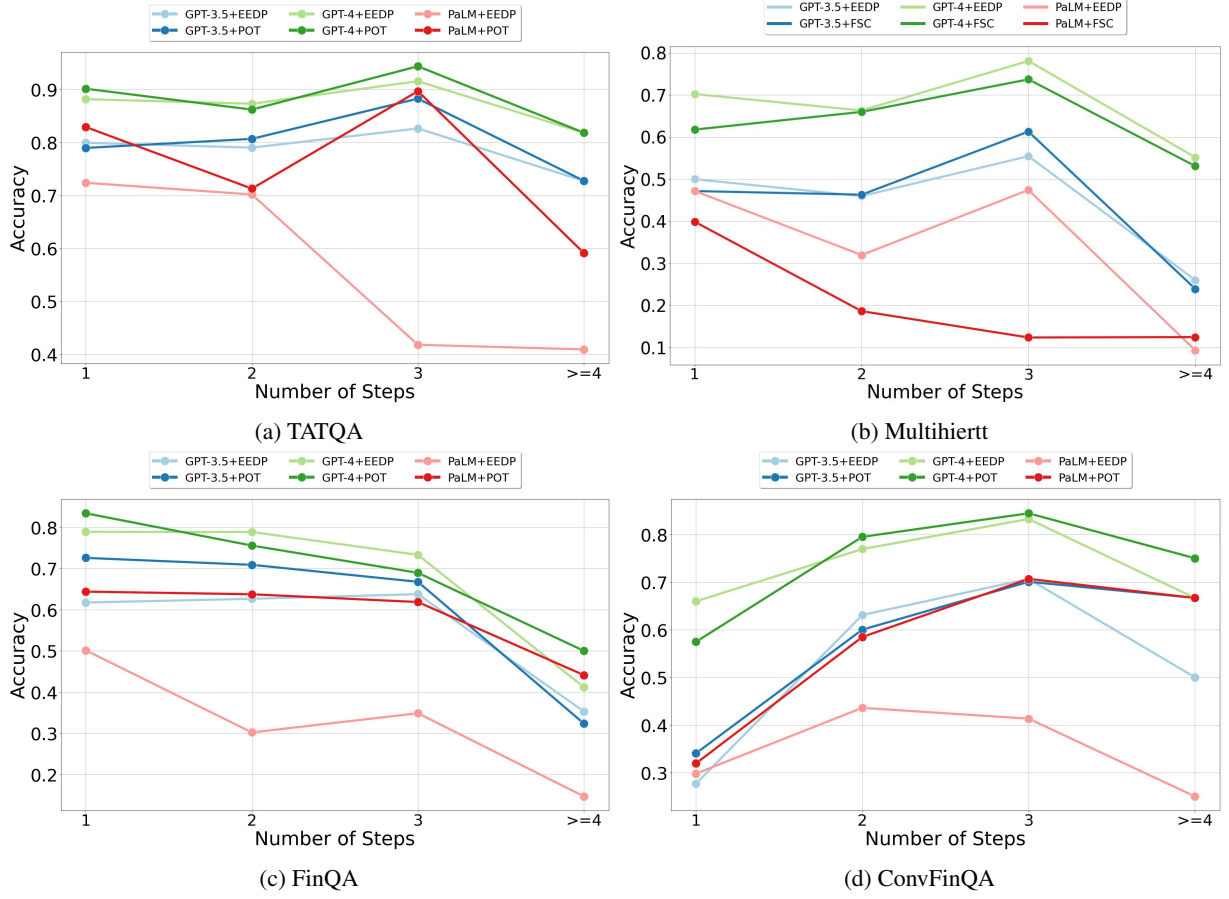 GPT-3.5+EEDP GPT-4+EEDP PaLM+EEDP
GPT-3.5+POT GPT-4+POT PaLM+POT
Accuracy
0.9
0.8
0.7
0.6
0.5
0.4
1 2 3 >=4
Number of Steps
(a) TATQA
GPT-3.5+EEDP GPT-4+EEDP PaLM+EEDP
GPT-3.5+FSC GPT-4+FSC PaLM+FSC
Accuracy
0.8
0.7
0.6
0.5
0.4
0.3
0.2
0.1
1 2 3 >=4
Number of Steps
(b) Multihiertt
GPT-3.5+EEDP GPT-4+EEDP PaLM+EEDP
GPT-3.5+POT GPT-4+POT PaLM+POT
Accuracy
0.8
0.7
0.6
0.5
0.4
0.3
0.2
1 2 3 >=4
Number of Steps
(c) FinQA
GPT-3.5+EEDP GPT-4+EEDP PaLM+EEDP
GPT-3.5+POT GPT-4+POT PaLM+POT
Accuracy
0.8
0.7
0.6
0.5
0.4
0.3
1 2 3 >=4
Number of Steps
(d) ConvFinQA